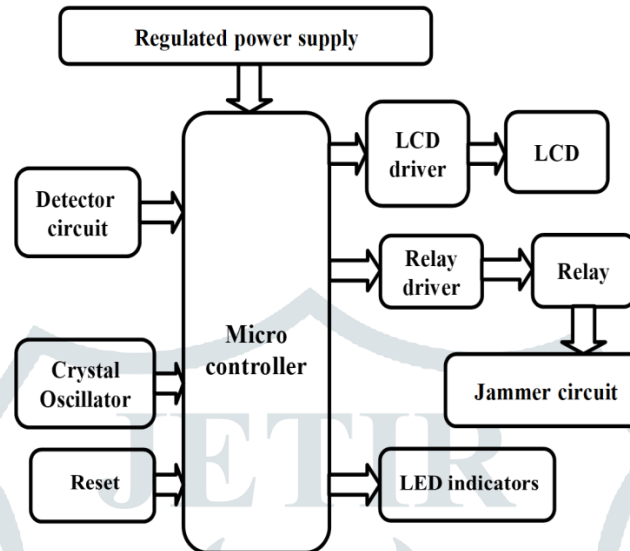 Regulated power supply
LCD
driver
LCD
Detector
circuit
Relay
driver
Relay
Micro
controller
Crystal
Oscillator
Jammer circuit
JETIR
Reset
LED indicators